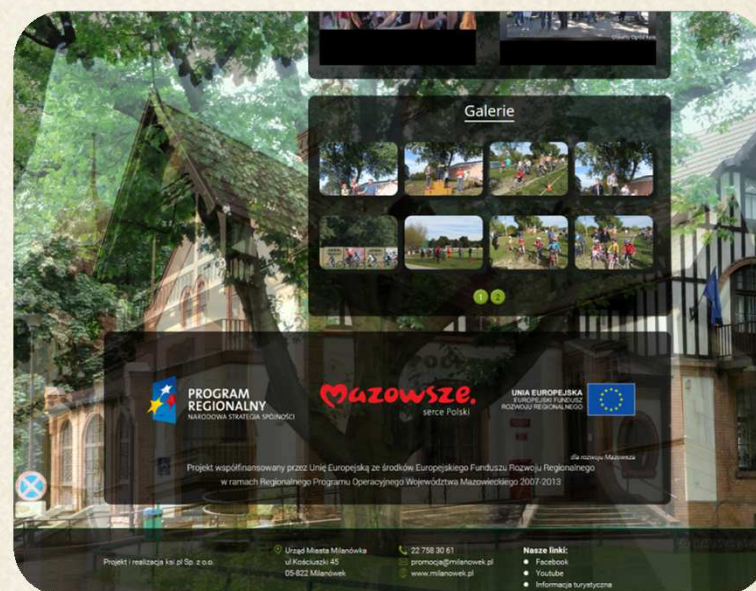 Galerie
1 2
PROGRAM
REGIONALNY
NARODOWA STRATEGIA SPÓJNOŚCI
mazowsze.
serce Polski
UNIA EUROPEJSKA
EUROPEJSKI FUNDUSZ
ROZWOJU REGIONALNEGO
dla rozwoju Mazowsza
Projekt współfinansowany przez Unię Europejską ze środków Europejskiego Funduszu Rozwoju Regionalnego
w ramach Regionalnego Programu Operacyjnego Województwa Mazowieckiego 2007-2013
Projekt i realizacja ksi.pl Sp. z o.o.
Urząd Miasta Milanówka
ul.Kościuszki 45
05-822 Milanówek
22 758 30 61
promocja@milanowek.pl
www.milanowek.pl
Nasze linki:
Facebook
Youtube
Informacja turystyczna